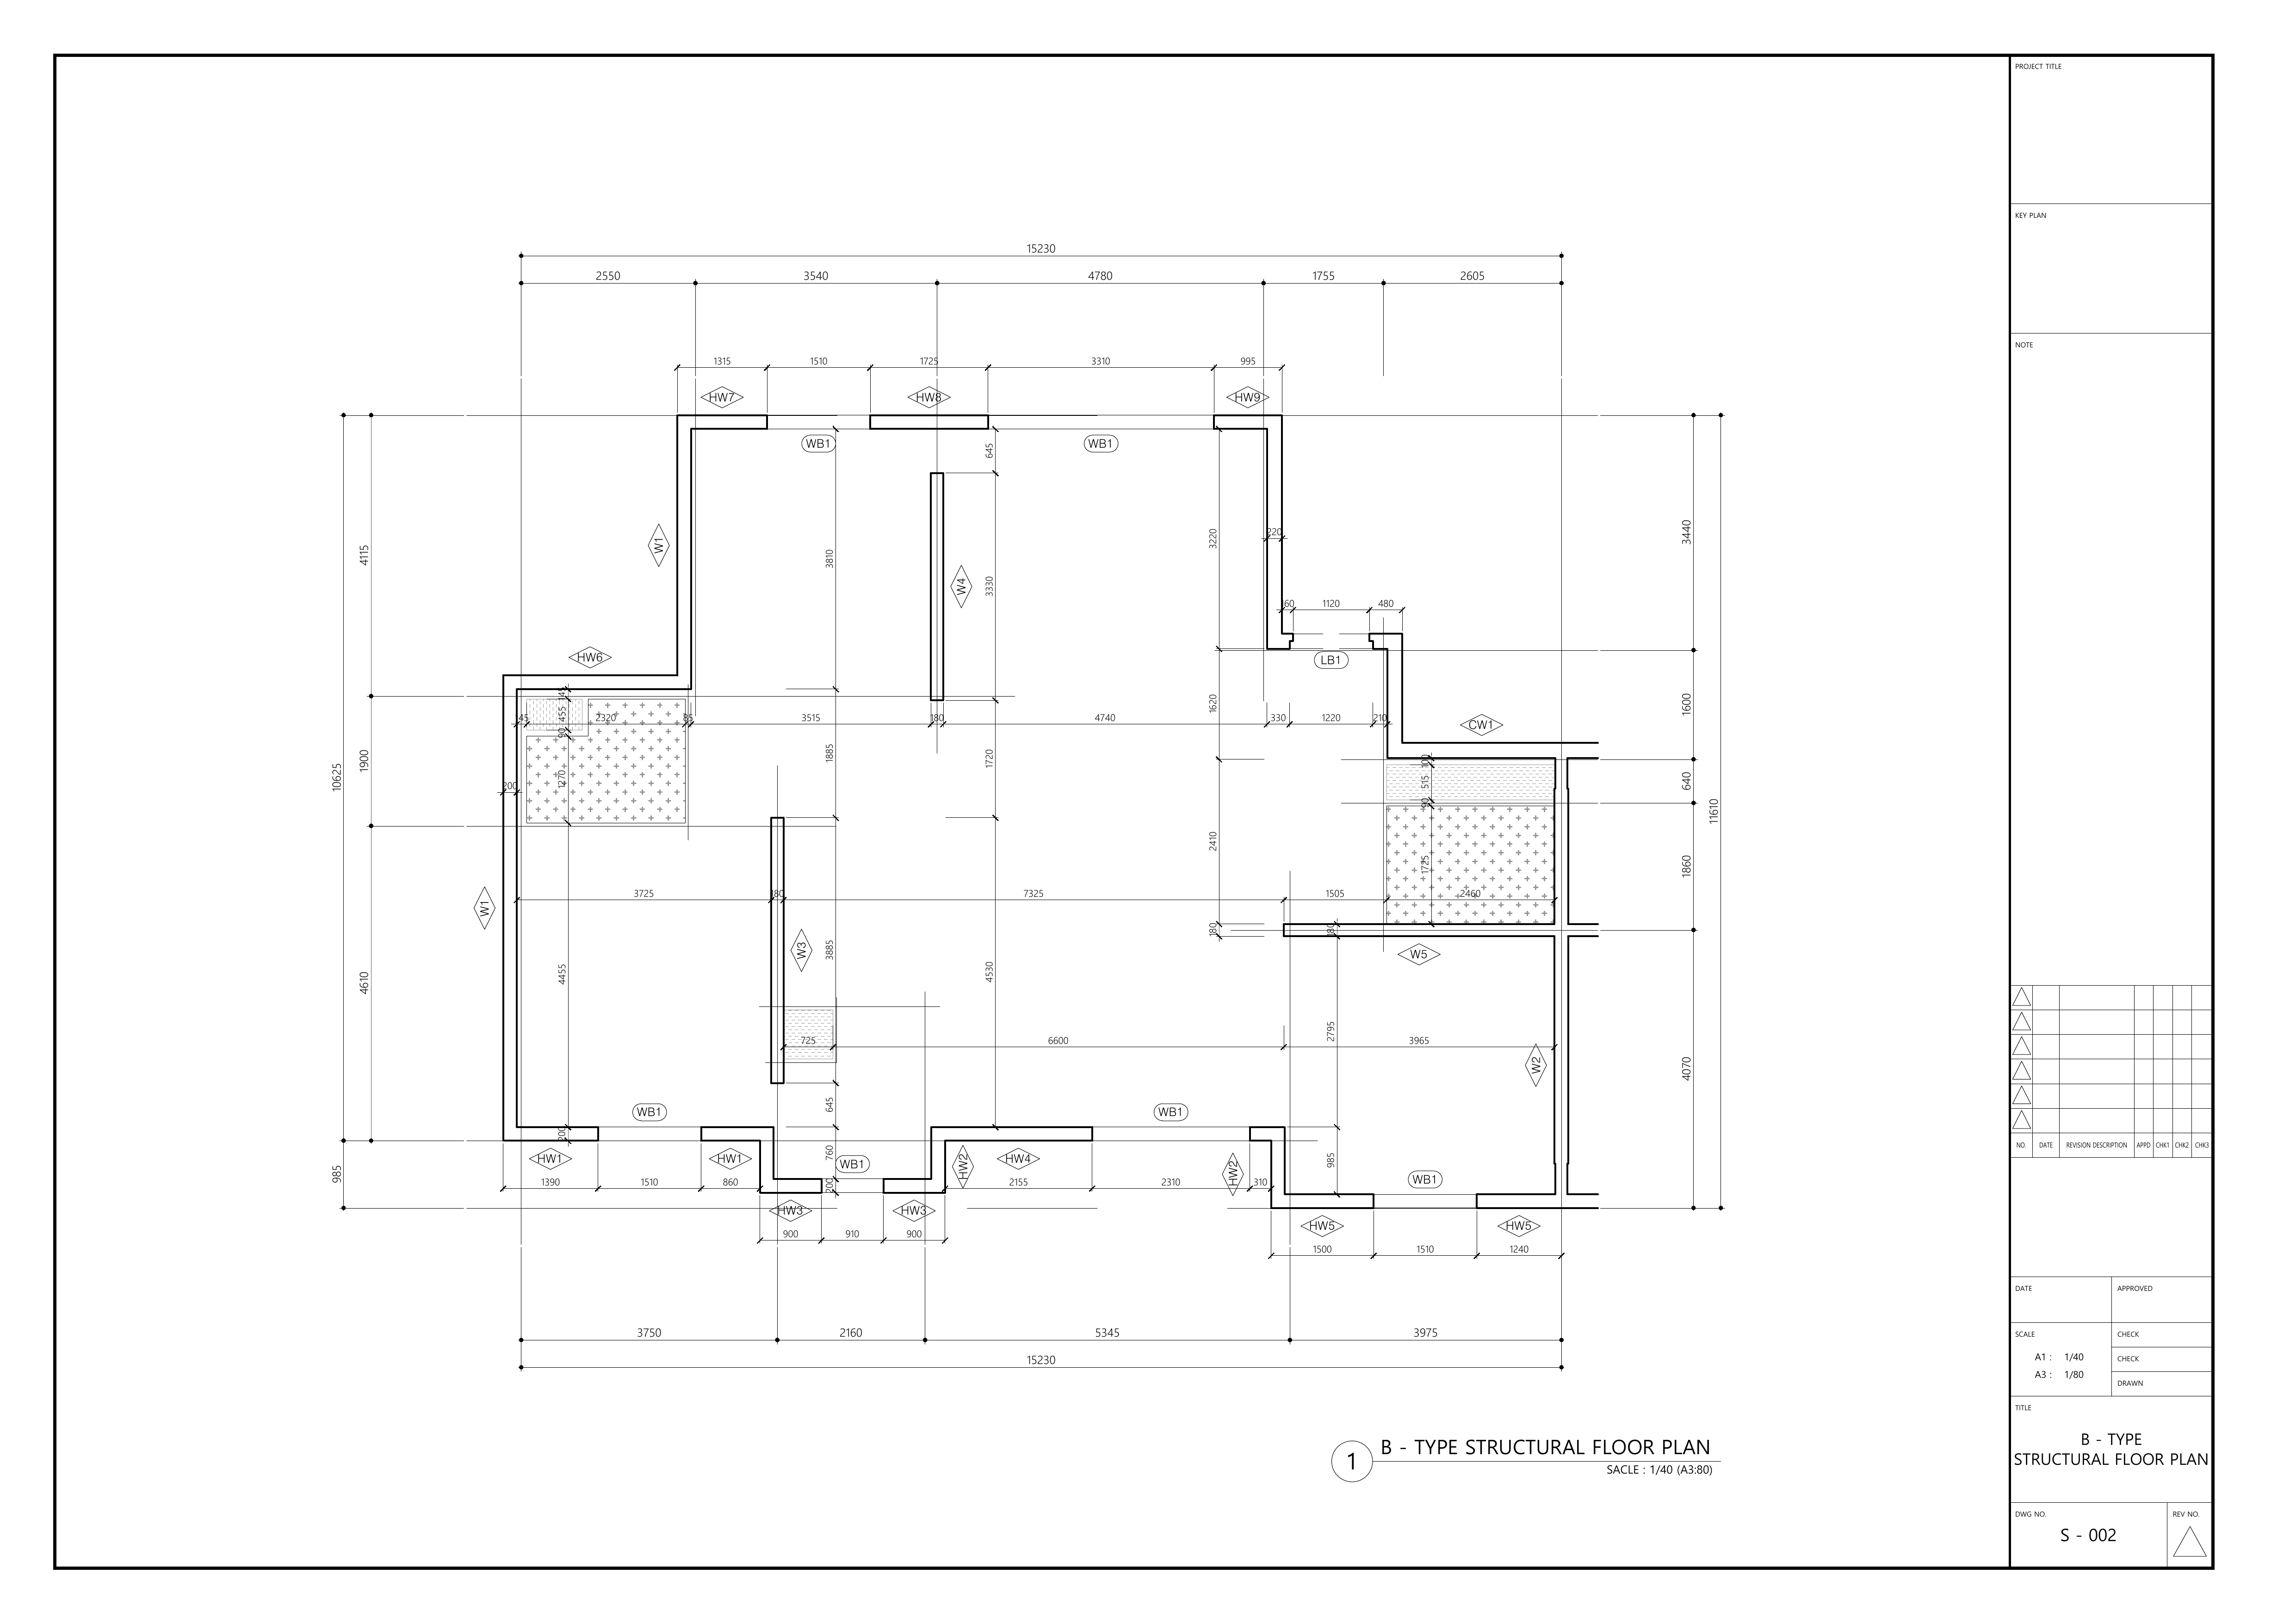 PROJECT TITLE
KEY PLAN
NOTE
15230
2550 3540 4780 1755 2605
1315 1510 1725 3310 995
HW7 HW8 HW9
WB1 WB1
645
4115
W1
3810
W4
3330
3220
220
3440
60 1120 480
HW6
LB1
145
45 455 2320 85 3515 180 4740 330 1220 210
90
1620
1600
CW1
10625
1900
200
1270
1885
1720
100
515
90
640
11610
2410
1725
1860
3725 180 7325 1505 2460
W1
W3
3885
180
180
W5
4610
4455
4530
725 6600 3965
2795
W2
4070
WB1 WB1
645
200
HW1 HW1
760
WB1
HW2
HW4
HW2
985
985
WB1
1390 1510 860
200
2155 2310 310
HW3 HW3
HW5 HW5
900 910 900
1500 1510 1240
3750 2160 5345 3975
15230
1
B - TYPE STRUCTURAL FLOOR PLAN
SACLE : 1/40 (A3:80)
NO. DATE REVISION DESCRIPTION APPD CHK1 CHK2 CHK3
DATE
APPROVED
SCALE
A1 : 1/40
A3 : 1/80
CHECK
CHECK
DRAWN
TITLE
B - TYPE
STRUCTURAL FLOOR PLAN
DWG NO.
S - 002
REV NO.